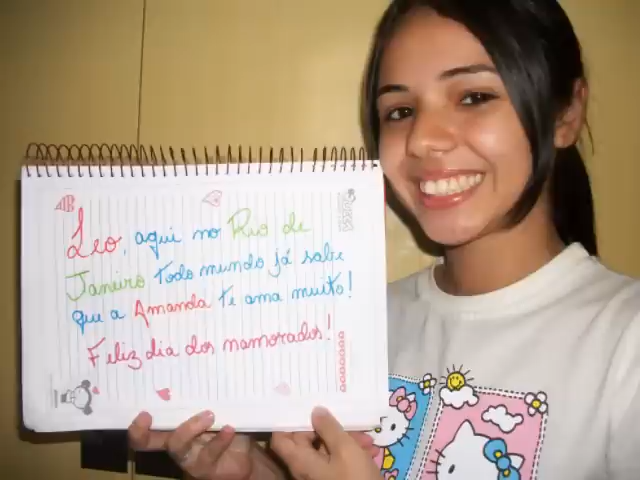 Leo, aqui no Rio de
Janeiro todo mundo já sabe
que a Amanda te ama muito!
Feliz dia dos namorados!